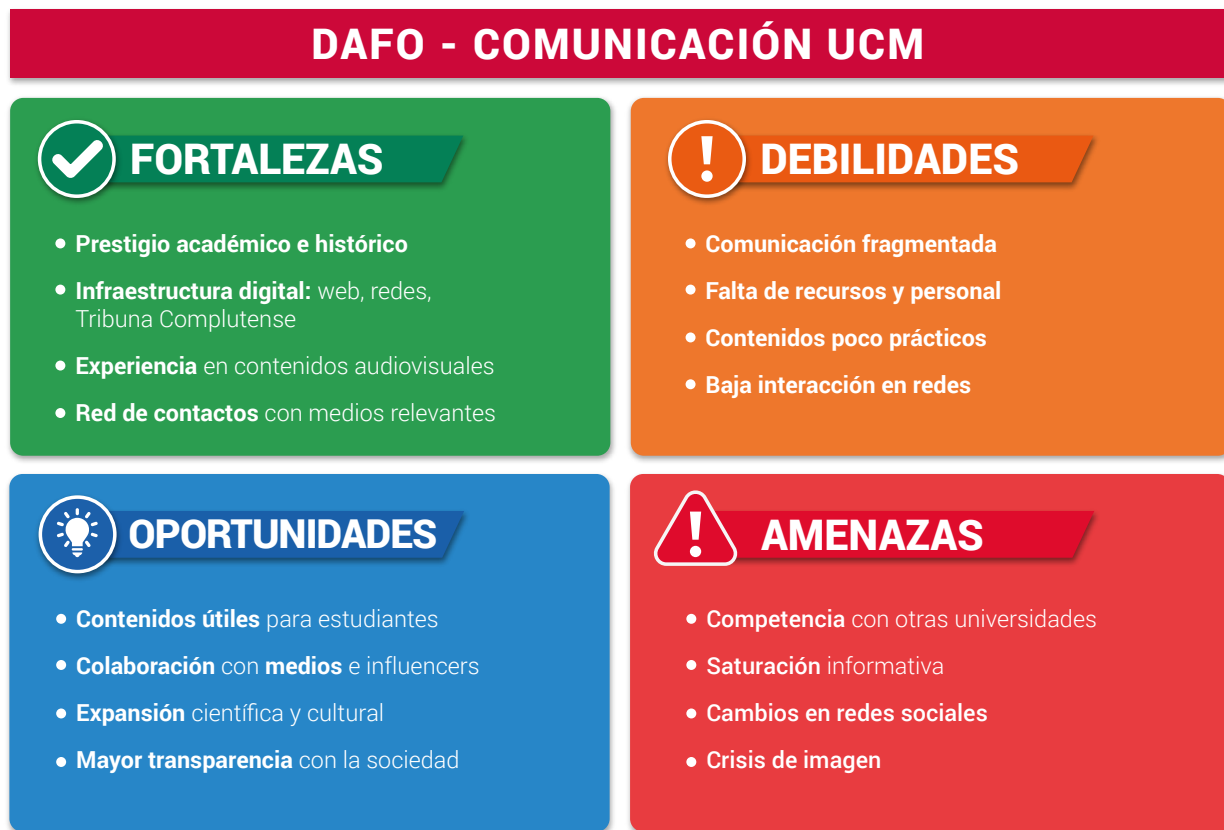 DAFO - COMUNICACIÓN UCM
FORTALEZAS
• Prestigio académico e histórico
• Infraestructura digital: web, redes,
Tribuna Complutense
• Experiencia en contenidos audiovisuales
• Red de contactos con medios relevantes
DEBILIDADES
• Comunicación fragmentada
• Falta de recursos y personal
• Contenidos poco prácticos
• Baja interacción en redes
OPORTUNIDADES
• Contenidos útiles para estudiantes
• Colaboración con medios e influencers
• Expansión científica y cultural
• Mayor transparencia con la sociedad
AMENAZAS
• Competencia con otras universidades
• Saturación informativa
• Cambios en redes sociales
• Crisis de imagen